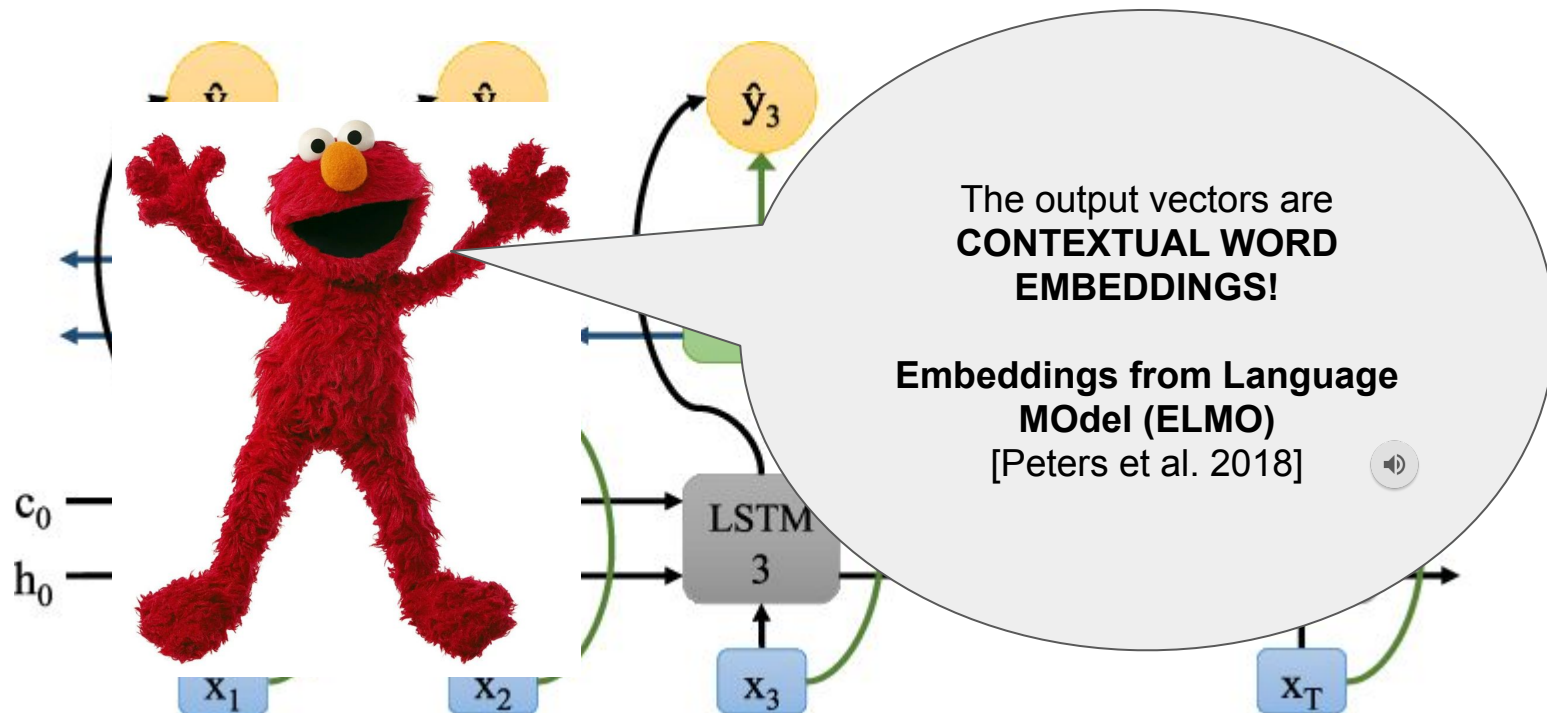 ŷ₃
The output vectors are
CONTEXTUAL WORD
EMBEDDINGS!
Embeddings from Language
MOdel (ELMO)
[Peters et al. 2018]
c₀
h₀
LSTM
3
x₁
x₂
x₃
x_T